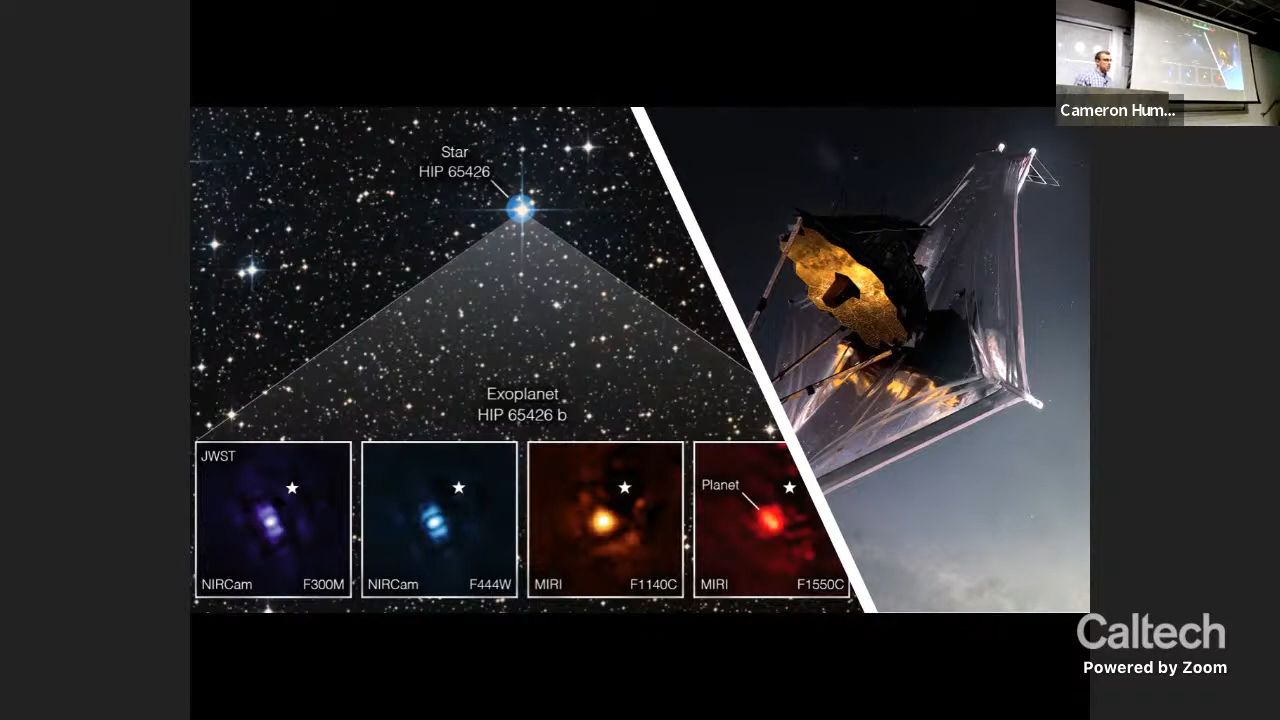 Cameron Hum...
Star
HIP 65426
Exoplanet
HIP 65426 b
JWST
NIRCam F300M
NIRCam F444W
MIRI F1140C
Planet
MIRI F1550C
Caltech
Powered by Zoom